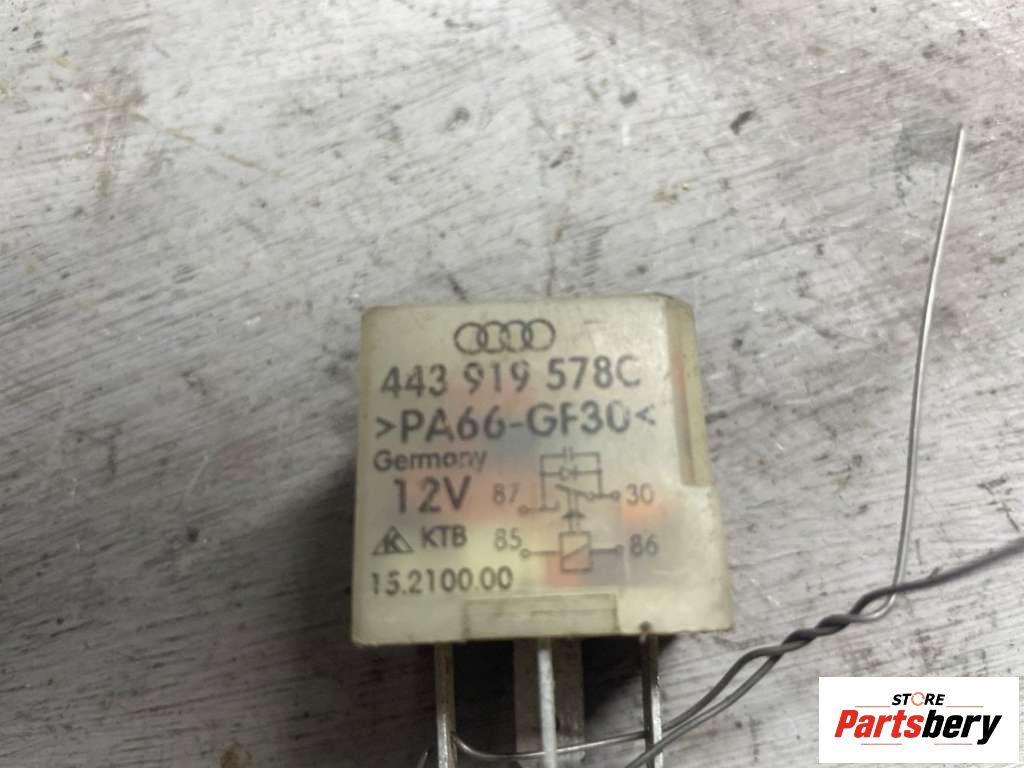 443 919 578C
>PA66-GF30<
Germany
12V 87 30
KTB 85 86
15.2100.00
STORE
Partsbery